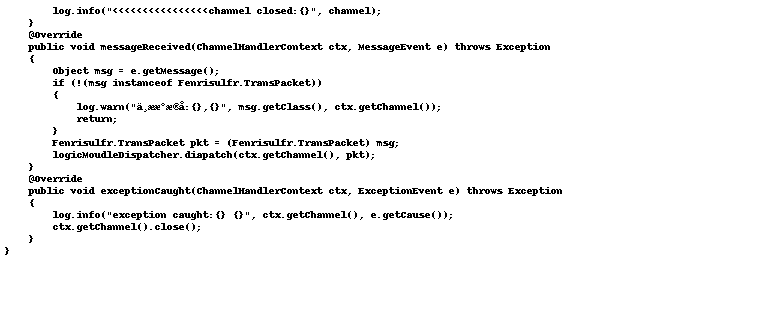 log.info("<<<<<<<<<<<<<<<<channel closed:{}", channel);
}
@Override
public void messageReceived(ChannelHandlerContext ctx, MessageEvent e) throws Exception
{
Object msg = e.getMessage();
if (!(msg instanceof Fenrisulfr.TransPacket))
{
log.warn("ä¸ææ°æ®å:{},{}", msg.getClass(), ctx.getChannel());
return;
}
Fenrisulfr.TransPacket pkt = (Fenrisulfr.TransPacket) msg;
logicMoudleDispatcher.diapatch(ctx.getChannel(), pkt);
}
@Override
public void exceptionCaught(ChannelHandlerContext ctx, ExceptionEvent e) throws Exception
{
log.info("exception caught:{} {}", ctx.getChannel(), e.getCause());
ctx.getChannel().close();
}
}